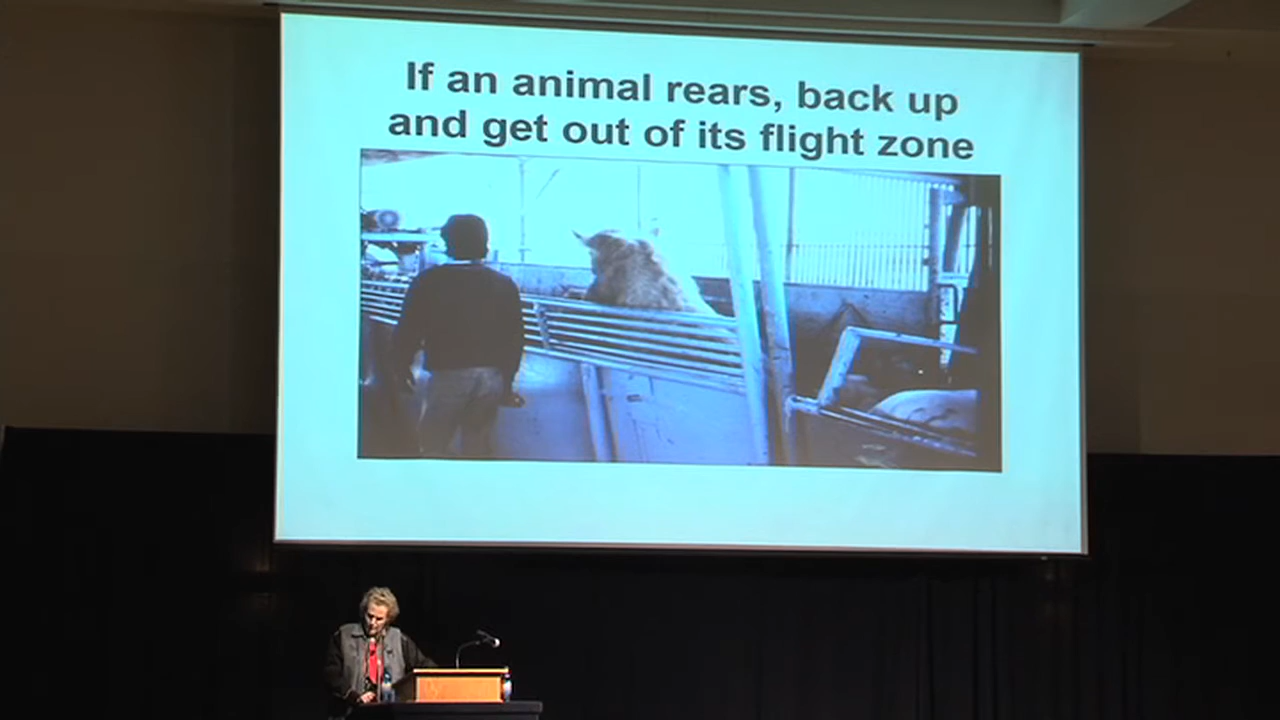 If an animal rears, back up
and get out of its flight zone